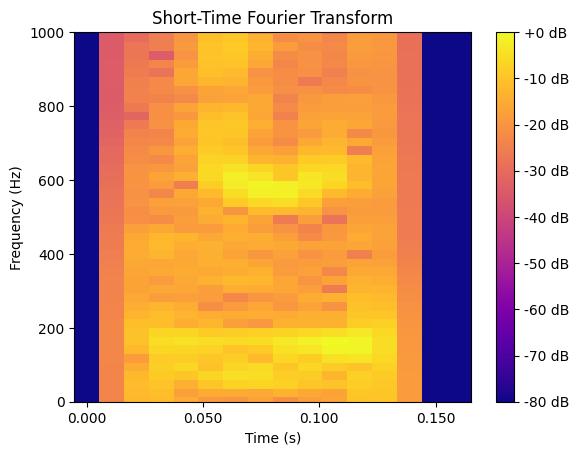 Short-Time Fourier Transform
Frequency (Hz)
1000
800
600
400
200
0
0.000
0.050
0.100
0.150
Time (s)
+0 dB
-10 dB
-20 dB
-30 dB
-40 dB
-50 dB
-60 dB
-70 dB
-80 dB